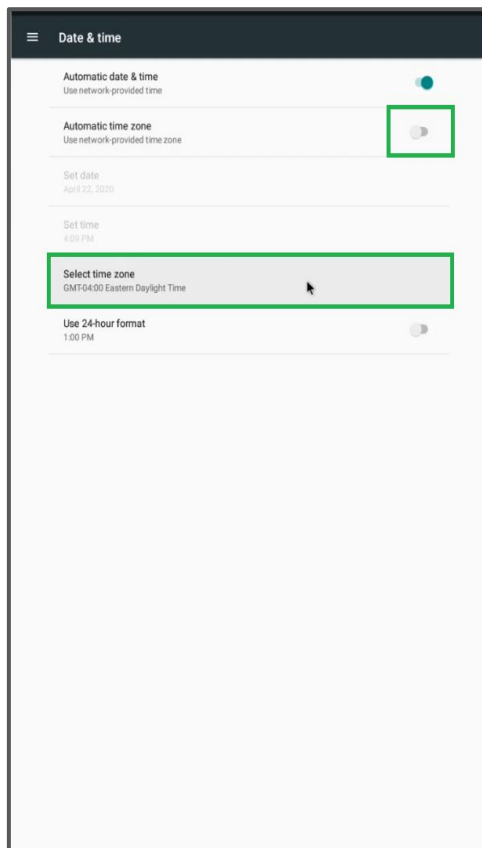 Date & time
Automatic date & time
Use network-provided time
Automatic time zone
Use network-provided time zone
Set date
April 22, 2020
Set time
4:09 PM
Select time zone
GMT-04:00 Eastern Daylight Time
Use 24-hour format
1:00 PM